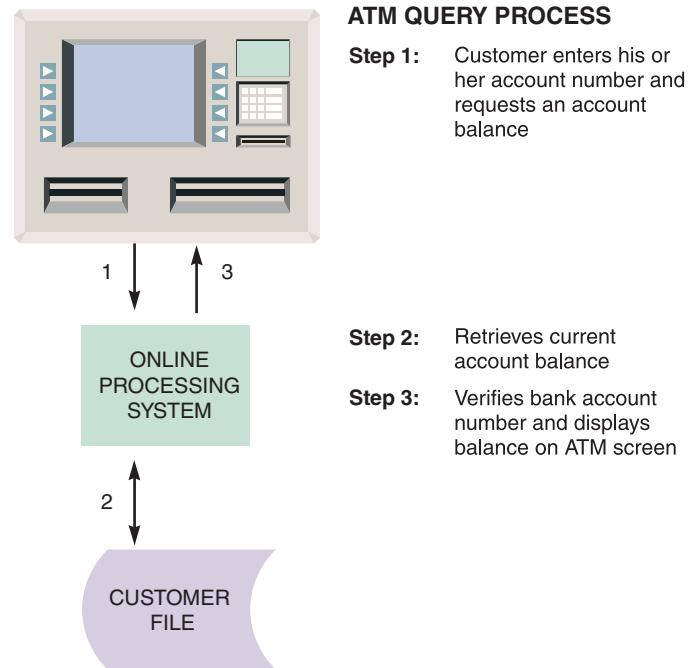 ATM QUERY PROCESS
Step 1: Customer enters his or
her account number and
requests an account
balance
1
3
ONLINE
PROCESSING
SYSTEM
Step 2: Retrieves current
account balance
Step 3: Verifies bank account
number and displays
balance on ATM screen
2
CUSTOMER
FILE